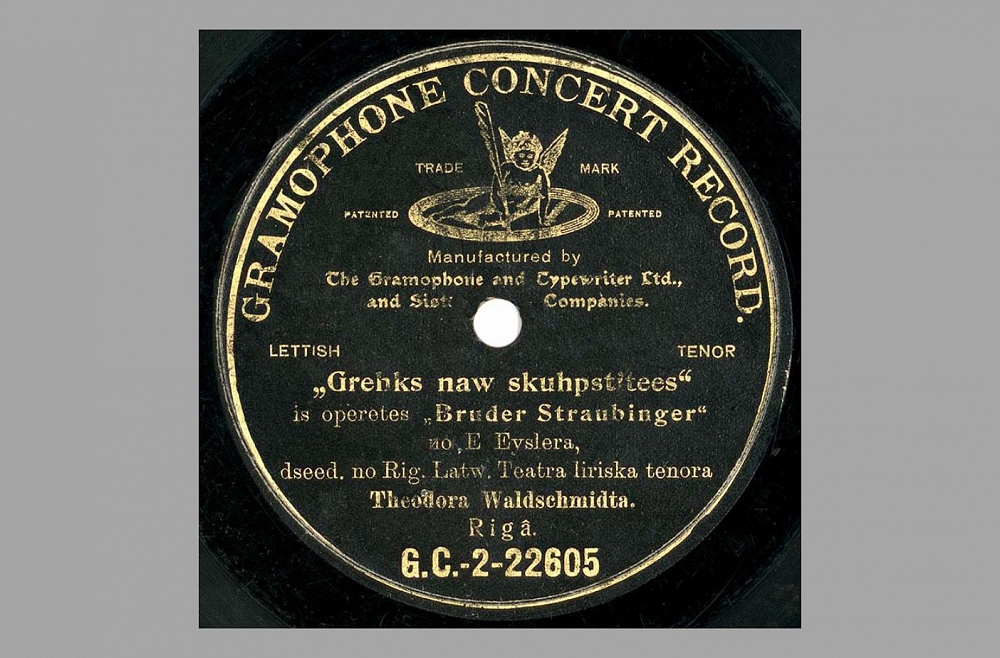 GRAMOPHONE CONCERT RECORD.
TRADE MARK
PATENTED PATENTED
Manufactured by
The Gramophone and Typewriter Ltd.,
and Companies.
LETTISH TENOR
„Grehks naw
is operetes „Bruder Straubinger“
no E Eyslera,
dseed. no Rig. Latw. Teatra liriska tenora
Theodora Waldschmidta.
Rigâ.
G.C.-2-22605